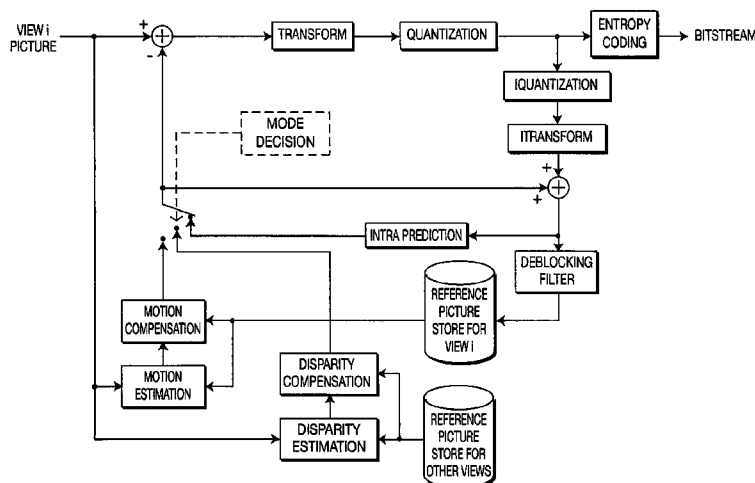 VIEW i
PICTURE
+
-
TRANSFORM
QUANTIZATION
ENTROPY
CODING
BITSTREAM
IQUANTIZATION
MODE
DECISION
ITRANSFORM
+
+
INTRA PREDICTION
DEBLOCKING
FILTER
REFERENCE
PICTURE
STORE FOR
VIEW i
MOTION
COMPENSATION
MOTION
ESTIMATION
DISPARITY
COMPENSATION
DISPARITY
ESTIMATION
REFERENCE
PICTURE
STORE FOR
OTHER VIEWS